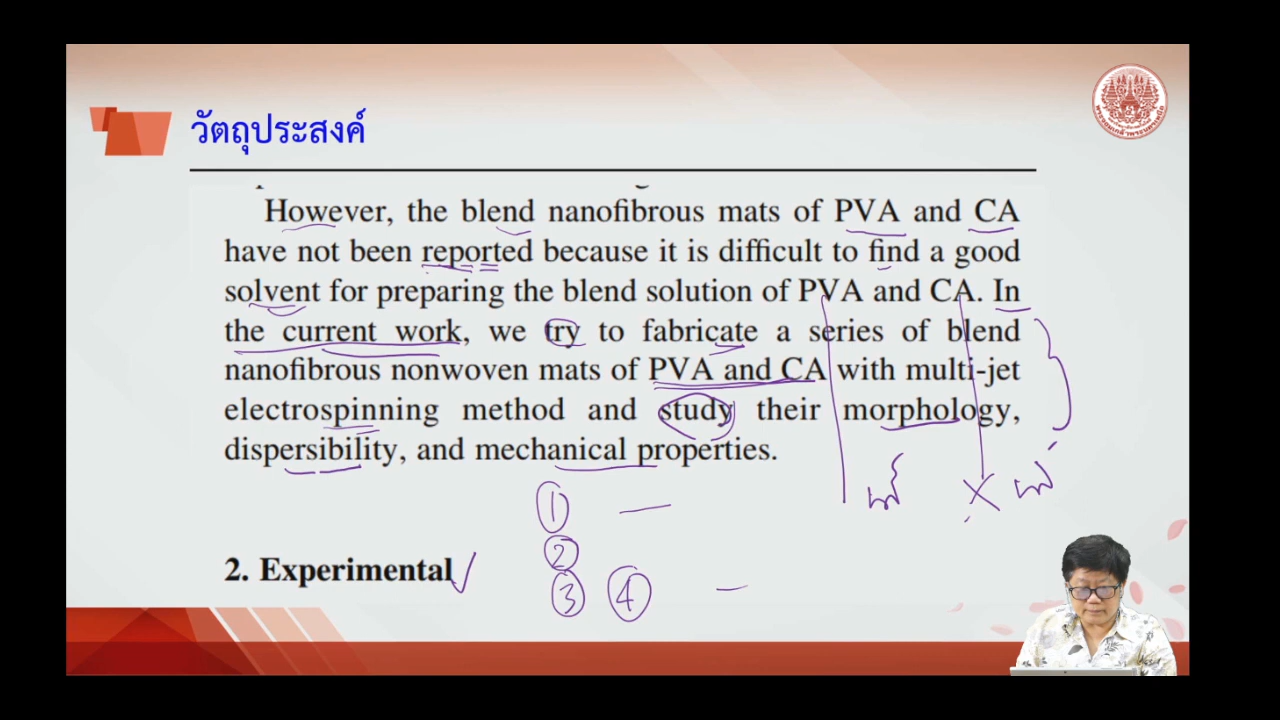 วัตถุประสงค์
However, the blend nanofibrous mats of PVA and CA
have not been reported because it is difficult to find a good
solvent for preparing the blend solution of PVA and CA. In
the current work, we try to fabricate a series of blend
nanofibrous nonwoven mats of PVA and CA with multi-jet
electrospinning method and study their morphology,
dispersibility, and mechanical properties.
1
2
3 4
2. Experimental